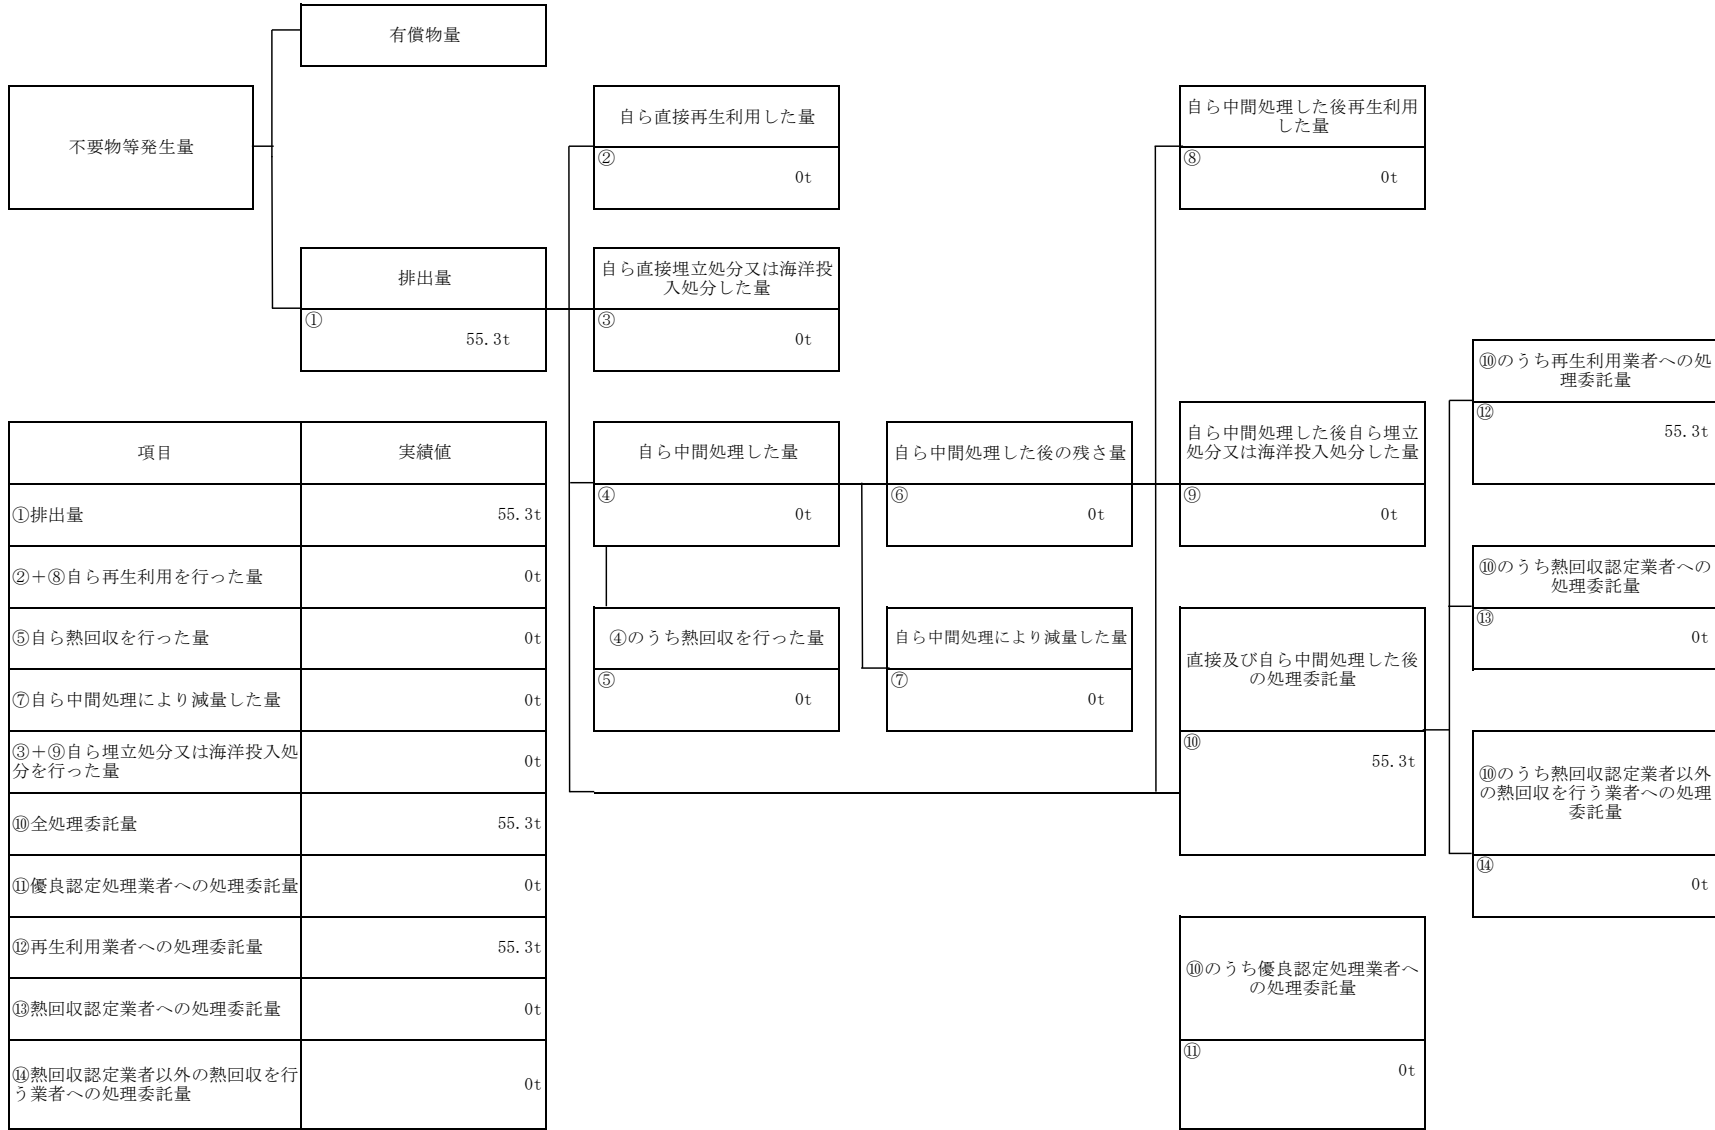 有償物量
不要物等発生量
自ら直接再生利用した量
②
0t
自ら中間処理した後再生利用
した量
⑧
0t
排出量
①
55.3t
自ら直接埋立処分又は海洋投
入処分した量
③
0t
⑩のうち再生利用業者への処
理委託量
⑫
55.3t
項目
実績値
①排出量
55.3t
②＋⑧自ら再生利用を行った量
0t
⑤自ら熱回収を行った量
0t
⑦自ら中間処理により減量した量
0t
③＋⑨自ら埋立処分又は海洋投入処
分を行った量
0t
⑩全処理委託量
55.3t
⑪優良認定処理業者への処理委託量
0t
⑫再生利用業者への処理委託量
55.3t
⑬熱回収認定業者への処理委託量
0t
⑭熱回収認定業者以外の熱回収を行
う業者への処理委託量
0t
自ら中間処理した量
④
0t
自ら中間処理した後の残さ量
⑥
0t
自ら中間処理した後自ら埋立
処分又は海洋投入処分した量
⑨
0t
④のうち熱回収を行った量
⑤
0t
自ら中間処理により減量した量
⑦
0t
直接及び自ら中間処理した後
の処理委託量
⑩
55.3t
⑩のうち熱回収認定業者への
処理委託量
⑬
0t
⑩のうち熱回収認定業者以外
の熱回収を行う業者への処理
委託量
⑭
0t
⑩のうち優良認定処理業者へ
の処理委託量
⑪
0t